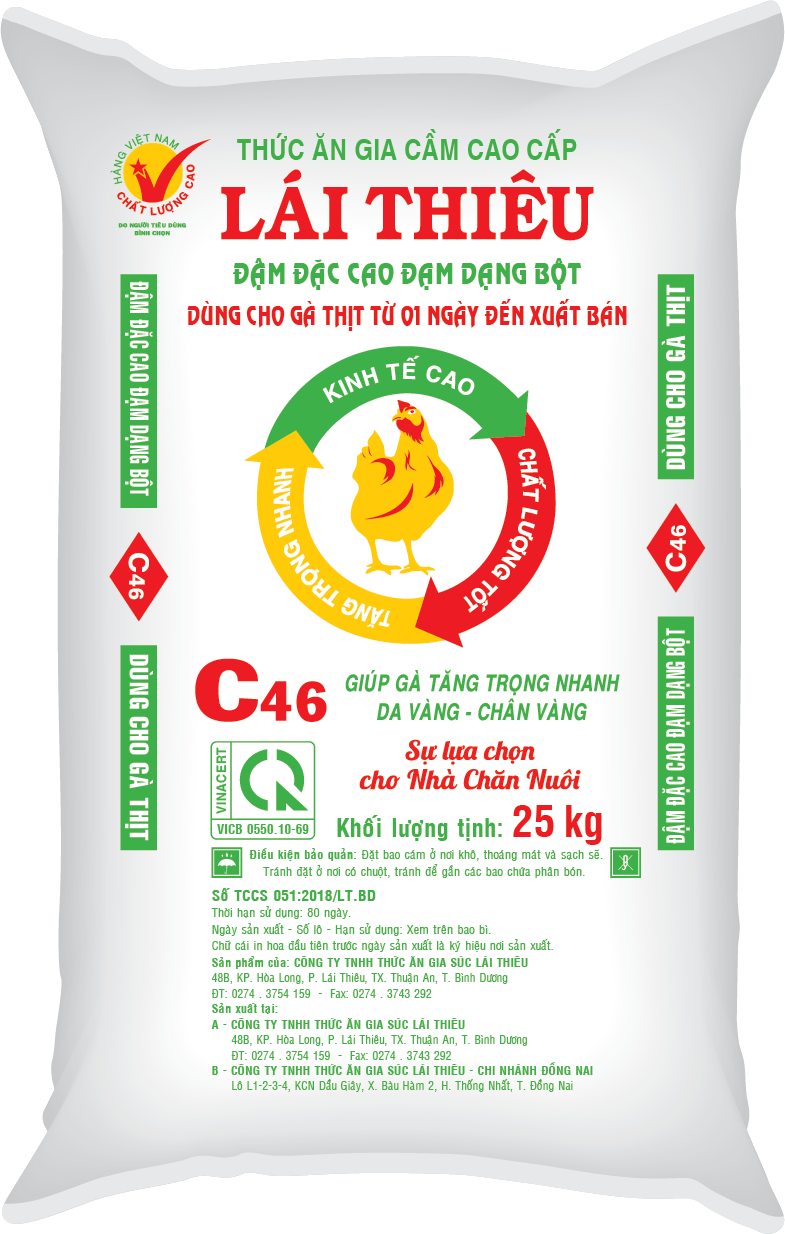 HÀNG VIỆT NAM
CHẤT LƯỢNG CAO
DO NGƯỜI TIÊU DÙNG
BÌNH CHỌN
THỨC ĂN GIA CẦM CAO CẤP
LÁI THIÊU
ĐẬM ĐẶC CAO ĐẠM DẠNG BỘT
DÙNG CHO GÀ THỊT TỪ 01 NGÀY ĐẾN XUẤT BÁN
ĐẬM ĐẶC CAO ĐẠM DẠNG BỘT
C46
DÙNG CHO GÀ THỊT
KINH TẾ CAO
CHẤT LƯỢNG TỐT
TĂNG TRỌNG NHANH
DÙNG CHO GÀ THỊT
C46
ĐẬM ĐẶC CAO ĐẠM DẠNG BỘT
C46
GIÚP GÀ TĂNG TRỌNG NHANH
DA VÀNG - CHÂN VÀNG
Sự lựa chọn
cho Nhà Chăn Nuôi
VINACERT
VICB 0550.10-69
Khối lượng tịnh: 25 kg
Điều kiện bảo quản: Đặt bao cám ở nơi khô, thoáng mát và sạch sẽ.
Tránh đặt ở nơi có chuột, tránh để gần các bao chứa phân bón.
Số TCCS 051:2018/LT.BD
Thời hạn sử dụng: 80 ngày.
Ngày sản xuất - Số lô - Hạn sử dụng: Xem trên bao bì.
Chữ cái in hoa đầu tiên trước ngày sản xuất là ký hiệu nơi sản xuất.
Sản phẩm của: CÔNG TY TNHH THỨC ĂN GIA SÚC LÁI THIÊU
48B, KP. Hòa Long, P. Lái Thiêu, TX. Thuận An, T. Bình Dương
ĐT: 0274 . 3754 159 - Fax: 0274 . 3743 292
Sản xuất tại:
A - CÔNG TY TNHH THỨC ĂN GIA SÚC LÁI THIÊU
48B, KP. Hòa Long, P. Lái Thiêu, TX. Thuận An, T. Bình Dương
ĐT: 0274 . 3754 159 - Fax: 0274 . 3743 292
B - CÔNG TY TNHH THỨC ĂN GIA SÚC LÁI THIÊU - CHI NHÁNH ĐỒNG NAI
Lô L1-2-3-4, KCN Dầu Giây, X. Bàu Hàm 2, H. Thống Nhất, T. Đồng Nai